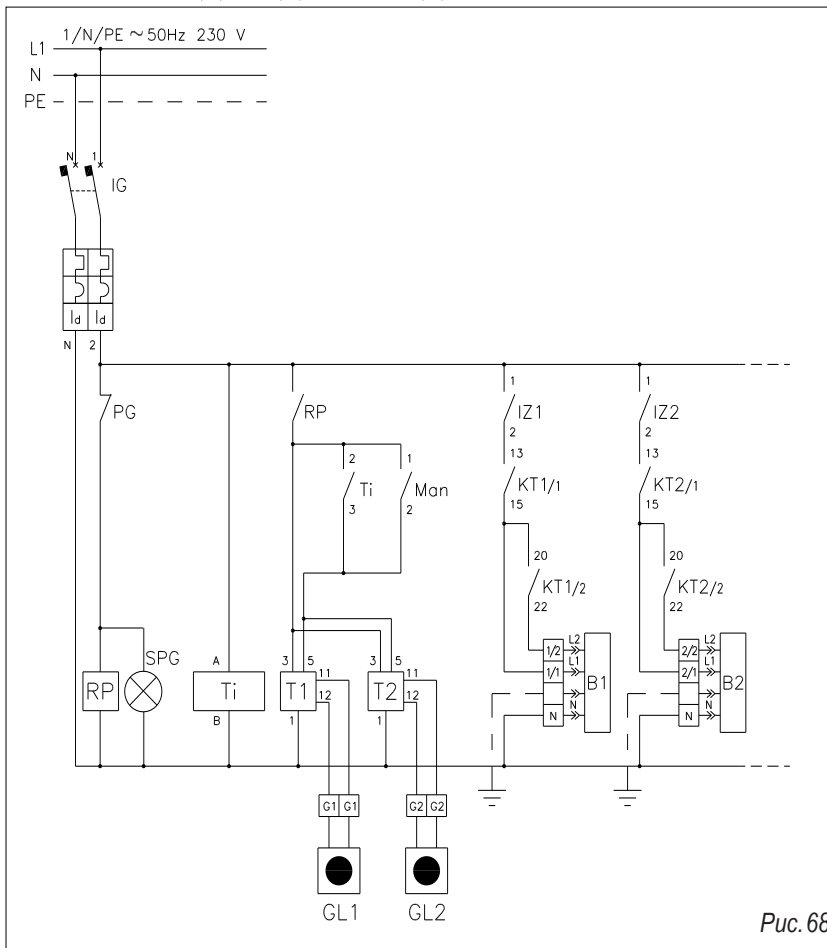 1/N/PE ~ 50Hz 230 V
L1
N
PE
N 1
IG
Id Id
N 2
1 1
PG RP IZ1 IZ2
2 2
2 1 13 13
Ti Man KT1/1 KT2/1
3 2 15 15
20 20
KT1/2 KT2/2
22 22
SPG A 3 5 3 5 1/2 L2 2/2 L2
RP Ti T1 11 T2 11 1/1 L1 B1 2/1 L1 B2
12 12
B 1 1 N N N N
G1 G1 G2 G2
GL1 GL2
Рис. 68